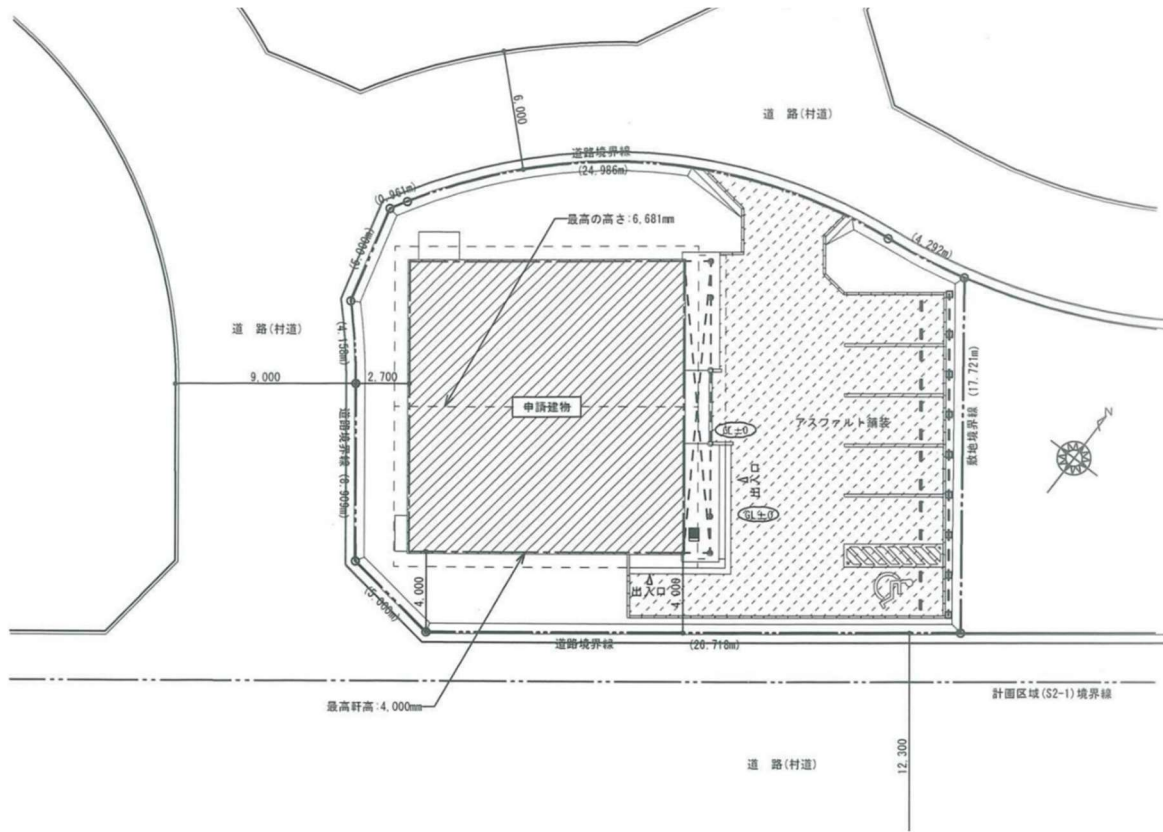 道　路(村道)
6,000
道路境界線
(24.986m)
(0.961m)
最高の高さ:6,681mm
(5.000m)
(4.292m)
道　路(村道)
(4.158m)
9,000
2,700
申請建物
アスファルト舗装
敷地境界線 (17.721m)
N
道路境界線 (8.909m)
出入口
GL±0
出入口
4,000
4,000
(5.000m)
道路境界線
(26.718m)
計画区域(S2-1)境界線
最高軒高:4,000mm
道　路(村道)
12,300